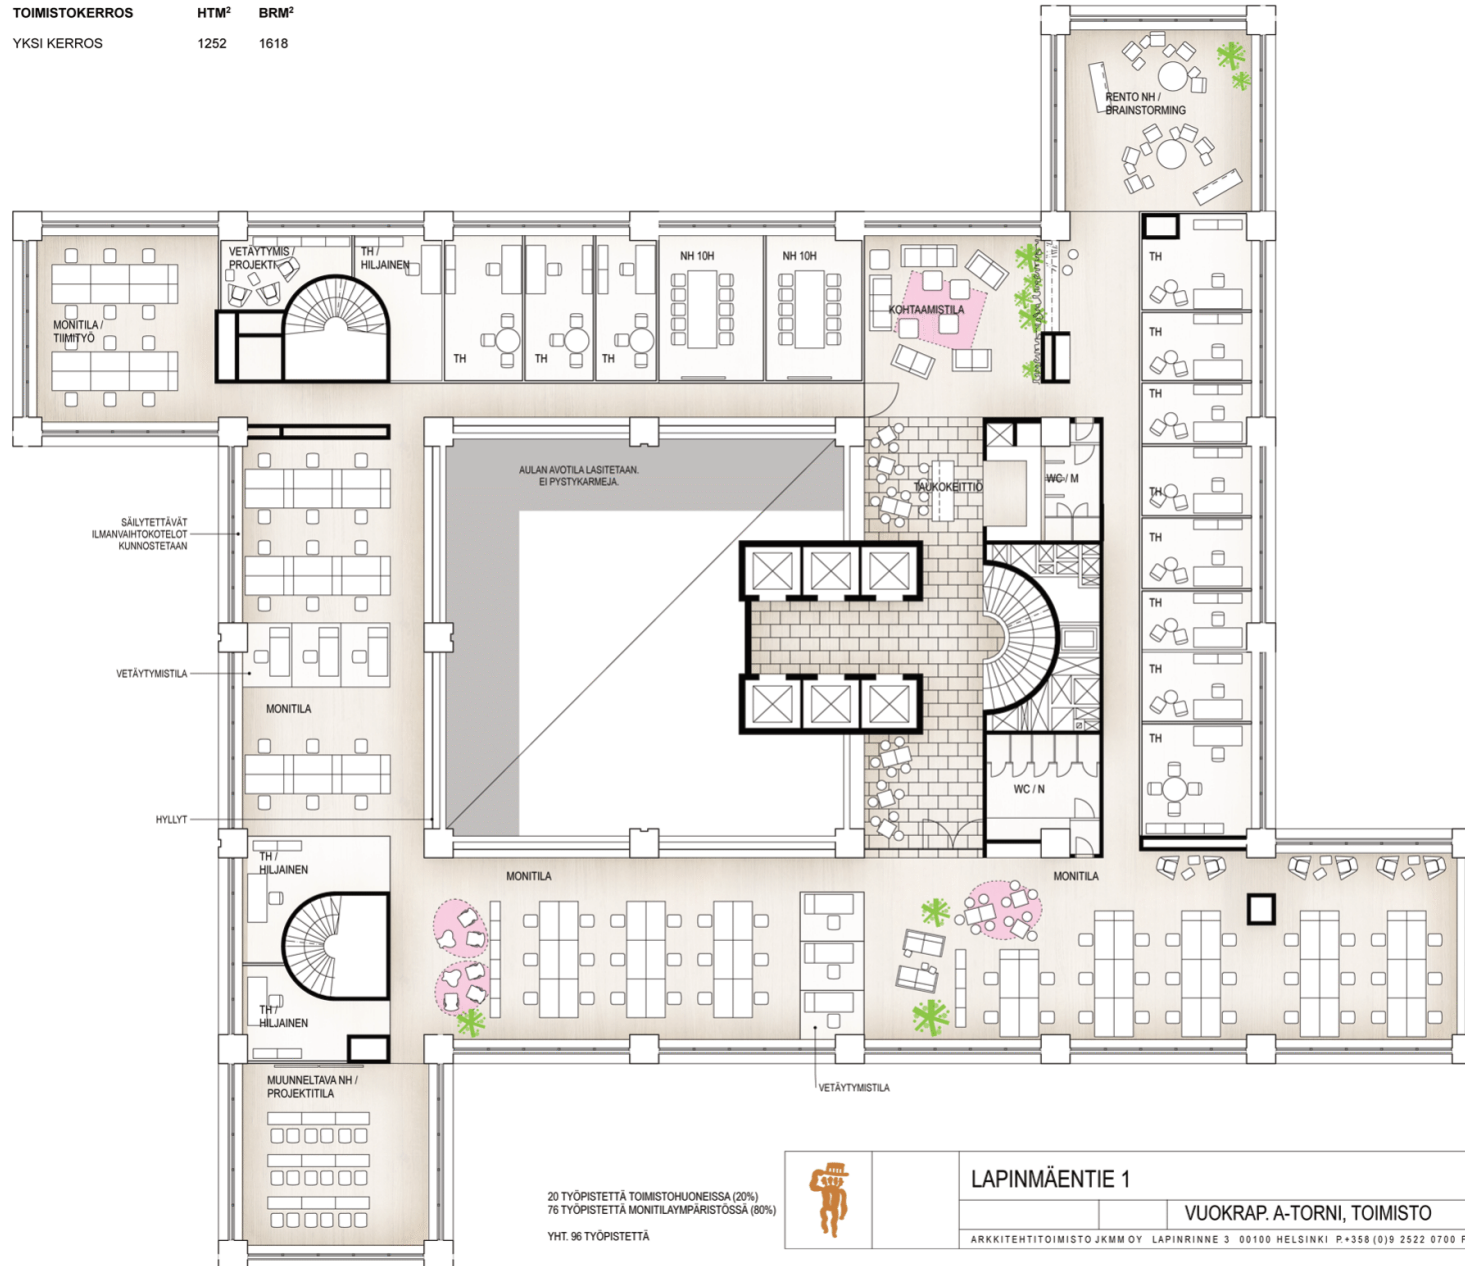 TOIMISTOKERROS HTM² BRM²
YKSI KERROS 1252 1618
RENTO NH /
BRAINSTORMING
VETÄYTYMIS /
PROJEKTI
TH /
HILJAINEN
NH 10H
NH 10H
TH
MONITILA /
TIIMITYÖ
KOHTAAMISTILA
TH
TH
TH
TH
TH
AULAN AVOTILA LASITETAAN.
EI PYSTYKARMEJA.
TAUKOKEITTIÖ
WC / M
TH
SÄILYTETTÄVÄT
ILMANVAIHTOKOTELOT
KUNNOSTETAAN
TH
TH
VETÄYTYMISTILA
TH
MONITILA
TH
WC / N
HYLLYT
TH /
HILJAINEN
MONITILA
MONITILA
TH /
HILJAINEN
MUUNNELTAVA NH /
PROJEKTITILA
VETÄYTYMISTILA
20 TYÖPISTETTÄ TOIMISTOHUONEISSA (20%)
76 TYÖPISTETTÄ MONITILAYMPÄRISTÖSSÄ (80%)
YHT. 96 TYÖPISTETTÄ
LAPINMÄENTIE 1
VUOKRAP. A-TORNI, TOIMISTO
ARKKITEHTITOIMISTO JKMM OY LAPINRINNE 3 00100 HELSINKI P.+358 (0)9 2522 0700 F